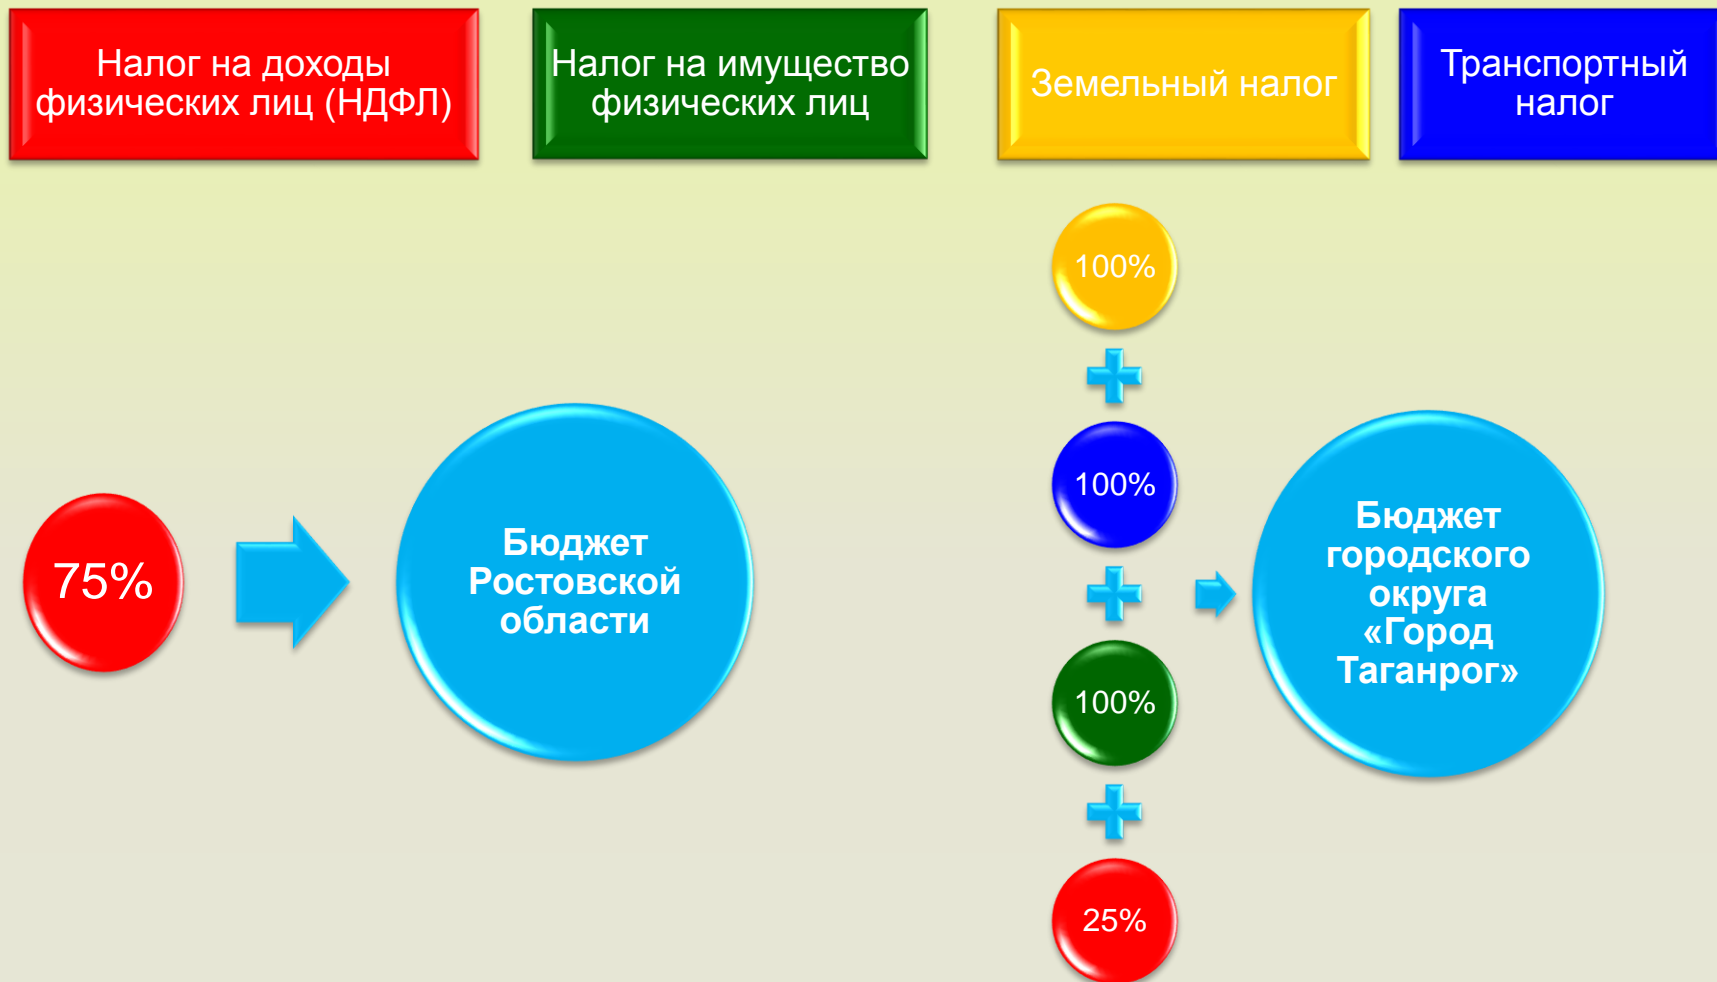 Налог на доходы
физических лиц (НДФЛ)
Налог на имущество
физических лиц
Земельный налог
Транспортный
налог
75%
Бюджет
Ростовской
области
100%
100%
100%
25%
Бюджет
городского
округа
«Город
Таганрог»